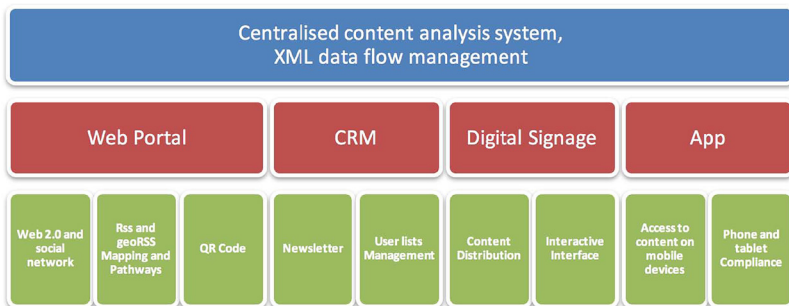 Centralised content analysis system,
XML data flow management
Web Portal
CRM
Digital Signage
App
Web 2.0 and
social
network
Rss and
geoRSS
Mapping and
Pathways
QR Code
Newsletter
User lists
Management
Content
Distribution
Interactive
Interface
Access to
content on
mobile
devices
Phone and
tablet
Compliance